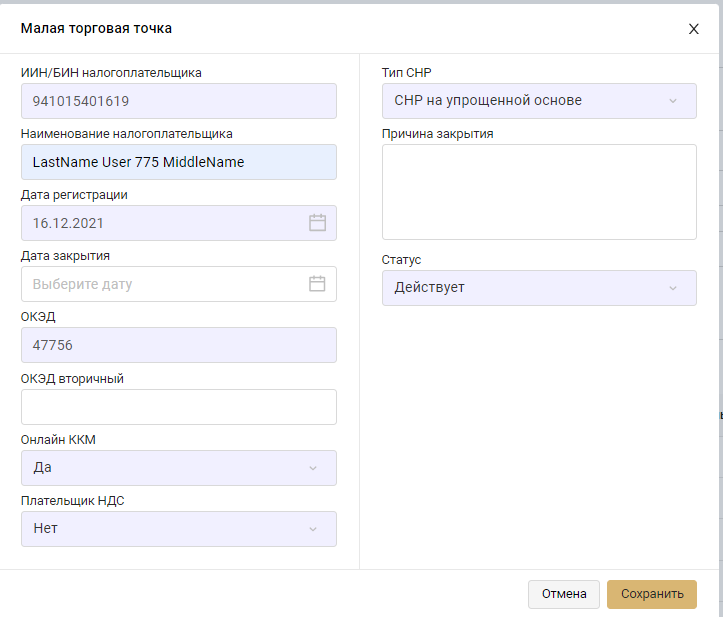 Малая торговая точка
X
ИИН/БИН налогоплательщика
941015401619
Наименование налогоплательщика
LastName User 775 MiddleName
Дата регистрации
16.12.2021
Дата закрытия
Выберите дату
ОКЭД
47756
ОКЭД вторичный
Онлайн ККМ
Да
Плательщик НДС
Нет
Тип СНР
СНР на упрощенной основе
Причина закрытия
Статус
Действует
Отмена
Сохранить